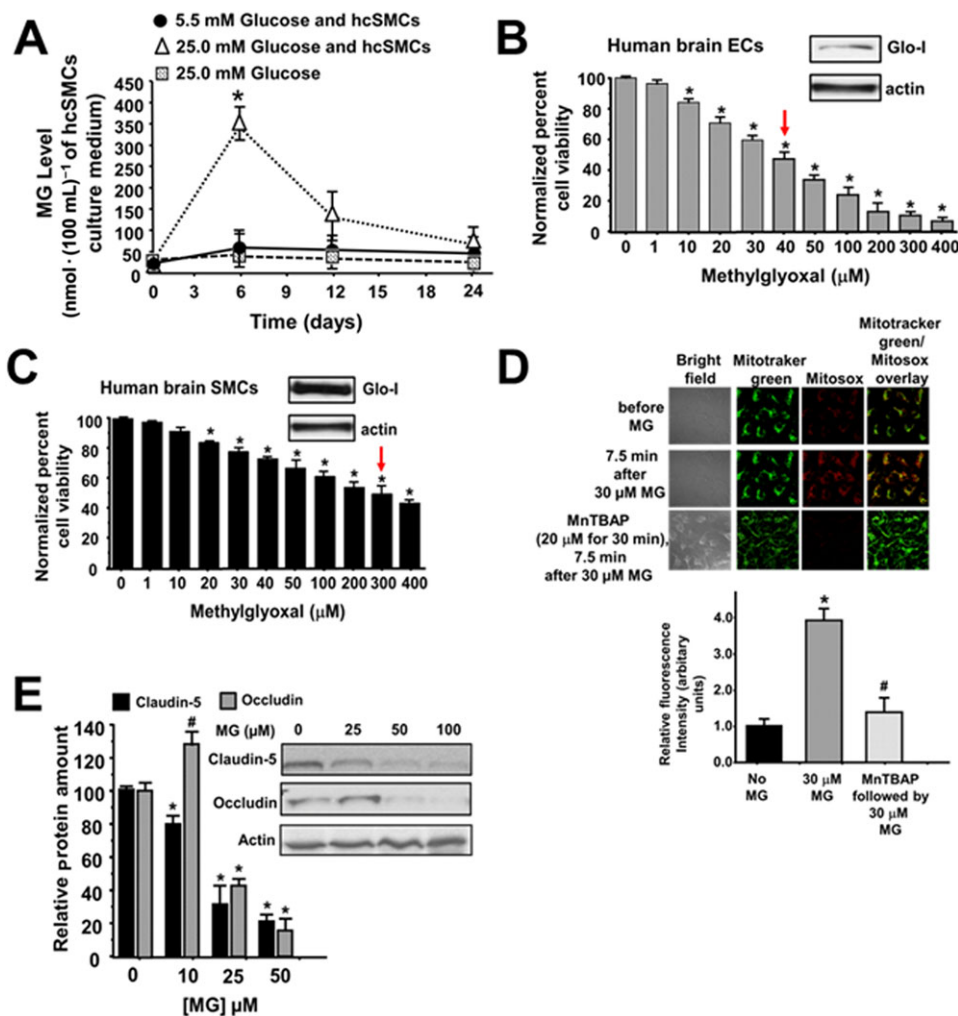 A
5.5 mM Glucose and hcSMCs
25.0 mM Glucose and hcSMCs
25.0 mM Glucose
MG Level
(nmol · (100 mL)⁻¹ of hcSMCs
culture medium)
450
350
300
250
200
150
100
50
0
*
0 3 6 9 12 15 18 24
Time (days)
B
Human brain ECs
Glo-I
actin
Normalized percent
cell viability
100
80
60
40
20
0
* * * * * * * * *
0 1 10 20 30 40 50 100 200 300 400
Methylglyoxal (µM)
C
Human brain SMCs
Glo-I
actin
Normalized percent
cell viability
100
80
60
40
20
0
* * * * * * * *
0 1 10 20 30 40 50 100 200 300 400
Methylglyoxal (µM)
D
Bright
field
Mitotraker
green
Mitosox
Mitotracker
green/
Mitosox
overlay
before
MG
7.5 min
after
30 µM MG
MnTBAP
(20 µM for 30 min),
7.5 min
after 30 µM MG
Relative fluorescence
Intensity (arbitary
units)
4.0
3.0
2.0
1.0
0.0
*
#
No
MG
30 µM
MG
MnTBAP
followed by
30 µM
MG
E
Claudin-5
Occludin
Relative protein amount
140
120
100
80
60
40
20
0
#
*
* *
* *
0 10 25 50
[MG] µM
MG (µM) 0 25 50 100
Claudin-5
Occludin
Actin